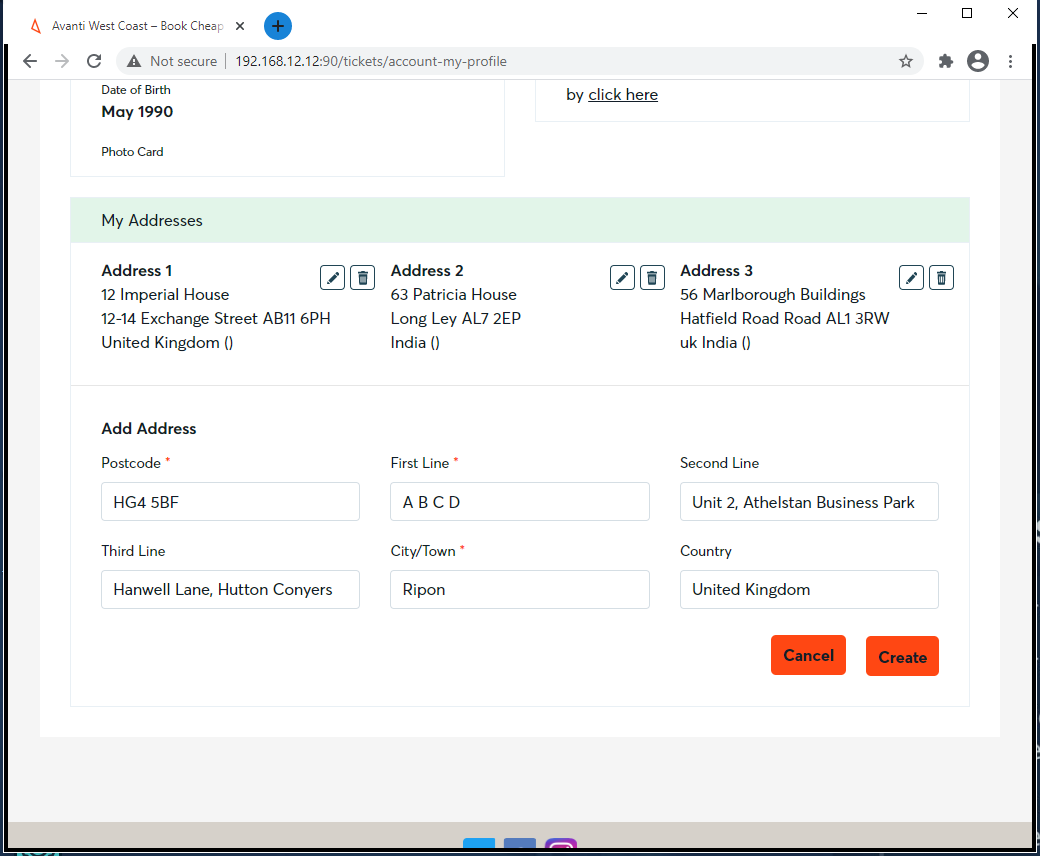 Avanti West Coast – Book Cheap
Not secure
192.168.12.12:90/tickets/account-my-profile
Date of Birth
May 1990
Photo Card
by click here
My Addresses
Address 1
12 Imperial House
12-14 Exchange Street AB11 6PH
United Kingdom ()
Address 2
63 Patricia House
Long Ley AL7 2EP
India ()
Address 3
56 Marlborough Buildings
Hatfield Road Road AL1 3RW
uk India ()
Add Address
Postcode *
HG4 5BF
First Line *
A B C D
Second Line
Unit 2, Athelstan Business Park
Third Line
Hanwell Lane, Hutton Conyers
City/Town *
Ripon
Country
United Kingdom
Cancel
Create